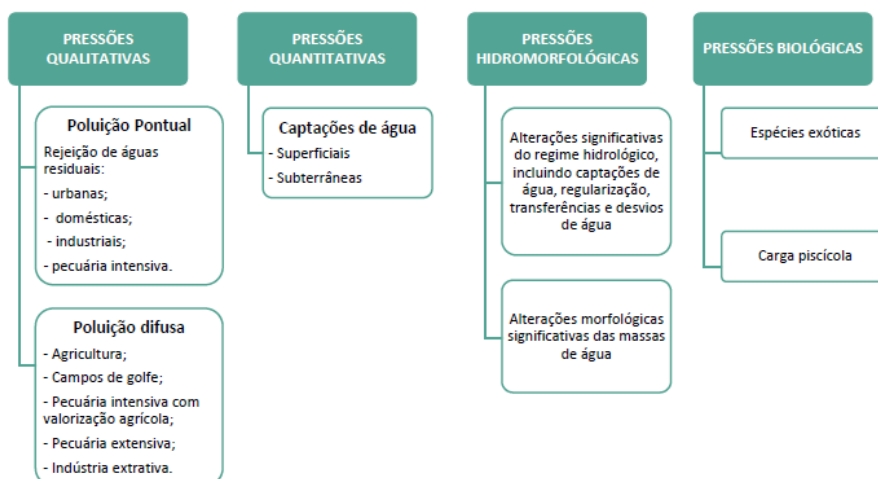 PRESSÕES
QUALITATIVAS
Poluição Pontual
Rejeição de águas
residuais:
- urbanas;
- domésticas;
- industriais;
- pecuária intensiva.
Poluição difusa
- Agricultura;
- Campos de golfe;
- Pecuária intensiva com
valorização agrícola;
- Pecuária extensiva;
- Indústria extrativa.
PRESSÕES
QUANTITATIVAS
Captações de água
- Superficiais
- Subterrâneas
PRESSÕES
HIDROMORFOLÓGICAS
Alterações significativas
do regime hidrológico,
incluindo captações de
água, regularização,
transferências e desvios
de água
Alterações morfológicas
significativas das massas
de água
PRESSÕES BIOLÓGICAS
Espécies exóticas
Carga piscícola